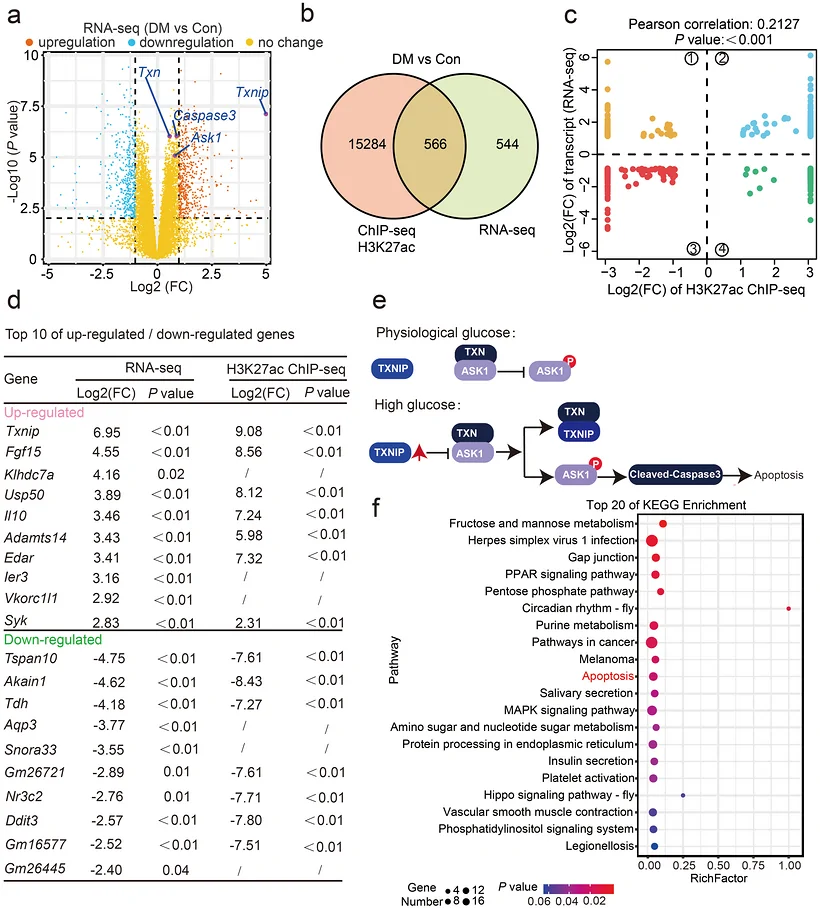 a
RNA-seq (DM vs Con)
upregulation downregulation no change
-Log10 (P value)
10
7.5
5
2.5
0
Txn
Txnip
Caspase3
Ask1
-5 -2.5 0 2.5 5
Log2 (FC)
b
DM vs Con
15284 566 544
ChIP-seq
H3K27ac
RNA-seq
c
Pearson correlation: 0.2127
P value:<0.001
Log2(FC) of transcript (RNA-seq)
6
4
2
0
−2
−4
−6
① ②
③ ④
−3 −2 −1 0 1 2 3
Log2(FC) of H3K27ac ChIP-seq
d
Top 10 of up-regulated / down-regulated genes
Gene RNA-seq H3K27ac ChIP-seq
Log2(FC) P value Log2(FC) P value
Up-regulated
Txnip 6.95 <0.01 9.08 <0.01
Fgf15 4.55 <0.01 8.56 <0.01
Klhdc7a 4.16 0.02 / /
Usp50 3.89 <0.01 8.12 <0.01
Il10 3.46 <0.01 7.24 <0.01
Adamts14 3.43 <0.01 5.98 <0.01
Edar 3.41 <0.01 7.32 <0.01
Ier3 3.16 <0.01 / /
Vkorc1l1 2.92 <0.01 / /
Syk 2.83 <0.01 2.31 <0.01
Down-regulated
Tspan10 -4.75 <0.01 -7.61 <0.01
Akain1 -4.62 <0.01 -8.43 <0.01
Tdh -4.18 <0.01 -7.27 <0.01
Aqp3 -3.77 <0.01 / /
Snora33 -3.55 <0.01 / /
Gm26721 -2.89 0.01 -7.61 <0.01
Nr3c2 -2.76 0.01 -7.71 <0.01
Ddit3 -2.57 <0.01 -7.80 <0.01
Gm16577 -2.52 <0.01 -7.51 <0.01
Gm26445 -2.40 0.04 / /
e
Physiological glucose:
TXNIP TXN ASK1 ASK1 P
High glucose:
TXNIP TXN ASK1
TXN
TXNIP
ASK1 P Cleaved-Caspase3 Apoptosis
f
Top 20 of KEGG Enrichment
Pathway
Fructose and mannose metabolism
Herpes simplex virus 1 infection
Gap junction
PPAR signaling pathway
Pentose phosphate pathway
Circadian rhythm - fly
Purine metabolism
Pathways in cancer
Melanoma
Apoptosis
Salivary secretion
MAPK signaling pathway
Amino sugar and nucleotide sugar metabolism
Protein processing in endoplasmic reticulum
Insulin secretion
Platelet activation
Hippo signaling pathway - fly
Vascular smooth muscle contraction
Phosphatidylinositol signaling system
Legionellosis
0.00 0.25 0.50 0.75 1.00
RichFactor
Gene
Number
4 12
8 16
P value
0.06 0.04 0.02